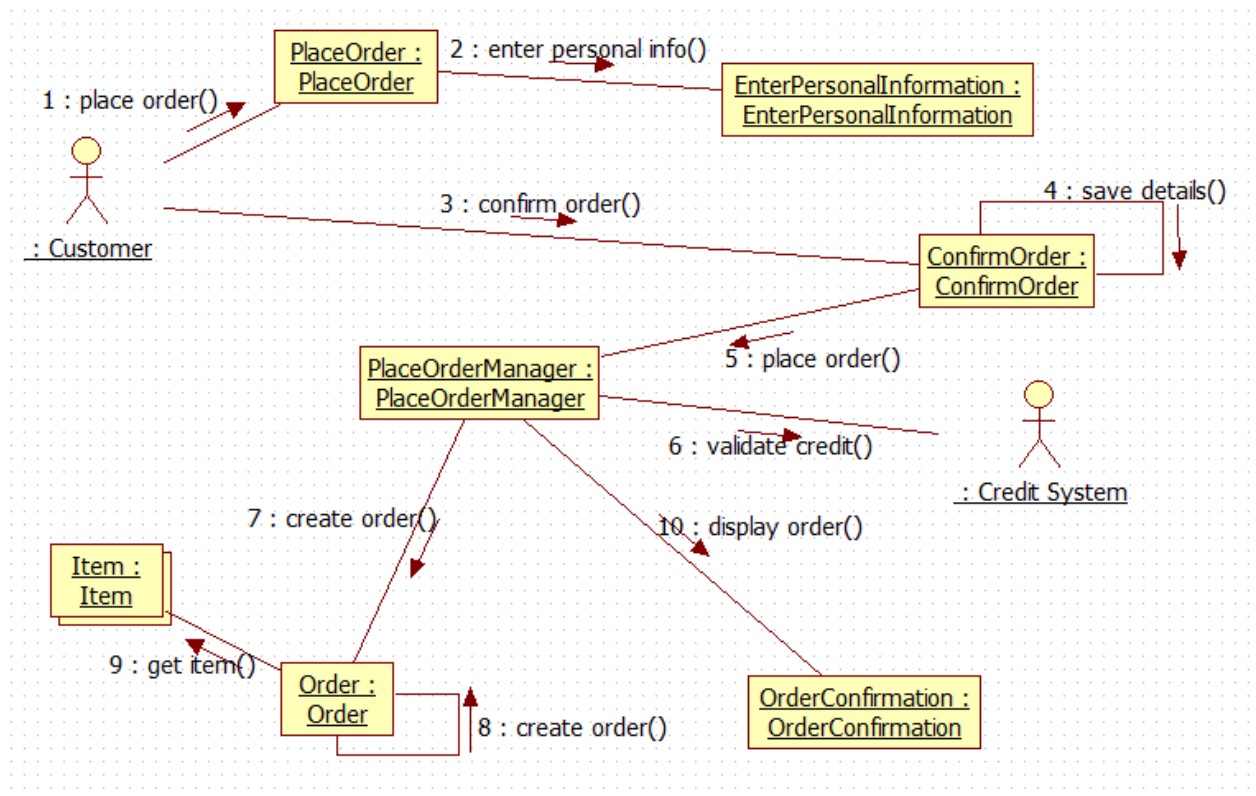 PlaceOrder :
PlaceOrder
2 : enter personal info()
EnterPersonalInformation :
EnterPersonalInformation
1 : place order()
: Customer
3 : confirm order()
4 : save details()
ConfirmOrder :
ConfirmOrder
PlaceOrderManager :
PlaceOrderManager
5 : place order()
6 : validate credit()
: Credit System
7 : create order()
10 : display order()
Item :
Item
9 : get item()
Order :
Order
8 : create order()
OrderConfirmation :
OrderConfirmation